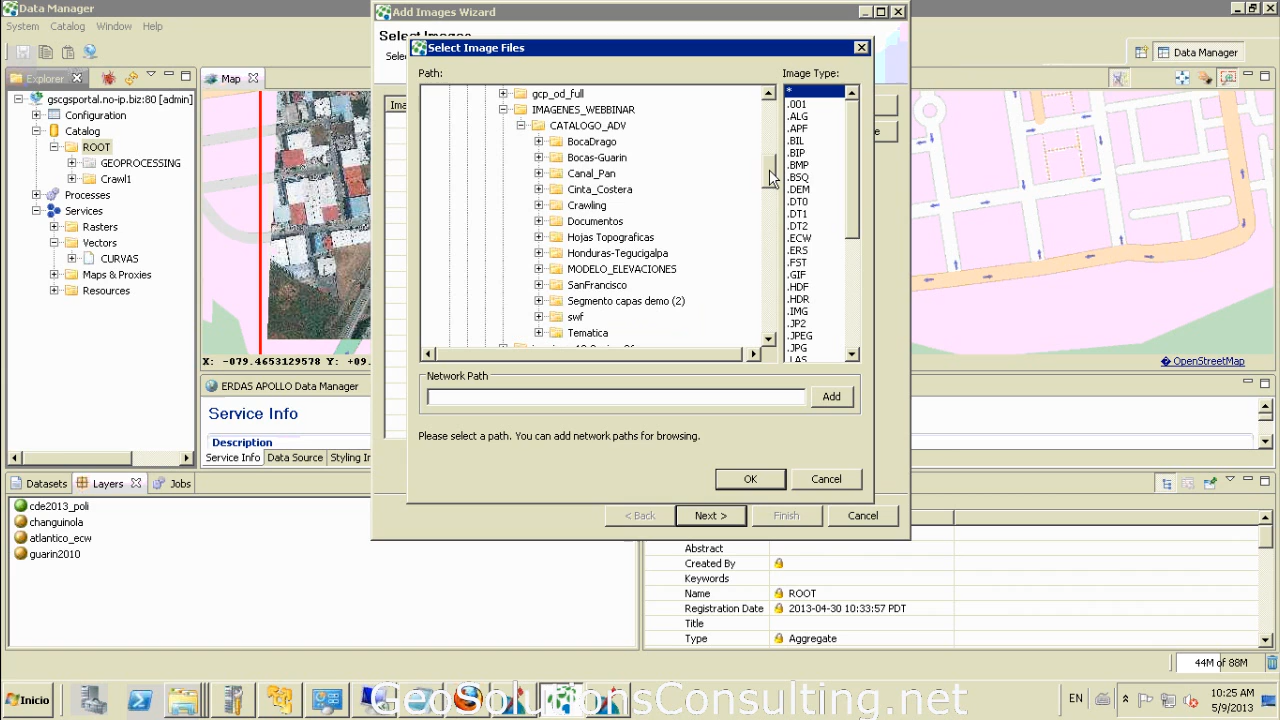 Data Manager
System Catalog Window Help
Explorer
gscgsportal.no-ip.biz:80 [admin]
Configuration
Catalog
ROOT
GEOPROCESSING
Crawl1
Processes
Services
Rasters
Vectors
CURVAS
Maps & Proxies
Resources
Map
X: -079.4653129578 Y: +09.
ERDAS APOLLO Data Manager
Service Info
Description
Service Info Data Source Styling In
Add Images Wizard
Select Images
Selec
Ima
Select Image Files
Path:
gcp_od_full
IMAGENES_WEBBINAR
CATALOGO_ADV
BocaDrago
Bocas-Guarin
Canal_Pan
Cinta_Costera
Crawling
Documentos
Hojas Topograficas
Honduras-Tegucigalpa
MODELO_ELEVACIONES
SanFrancisco
Segmento capas demo (2)
swf
Tematica
Image Type:
*
.001
.ALG
.APF
.BIL
.BIP
.BMP
.BSQ
.DEM
.DT0
.DT1
.DT2
.ECW
.ERS
.FST
.GIF
.HDF
.HDR
.IMG
.JP2
.JPEG
.JPG
.LAS
Network Path
Add
Please select a path. You can add network paths for browsing.
OK Cancel
< Back Next > Finish Cancel
Data Manager
OpenStreetMap
Datasets Layers Jobs
cde2013_poli
changuinola
atlantico_ecw
guarin2010
Abstract
Created By
Keywords
Name ROOT
Registration Date 2013-04-30 10:33:57 PDT
Title
Type Aggregate
44M of 88M
Inicio
GeoSolutionsConsulting.net
EN
10:25 AM
5/9/2013